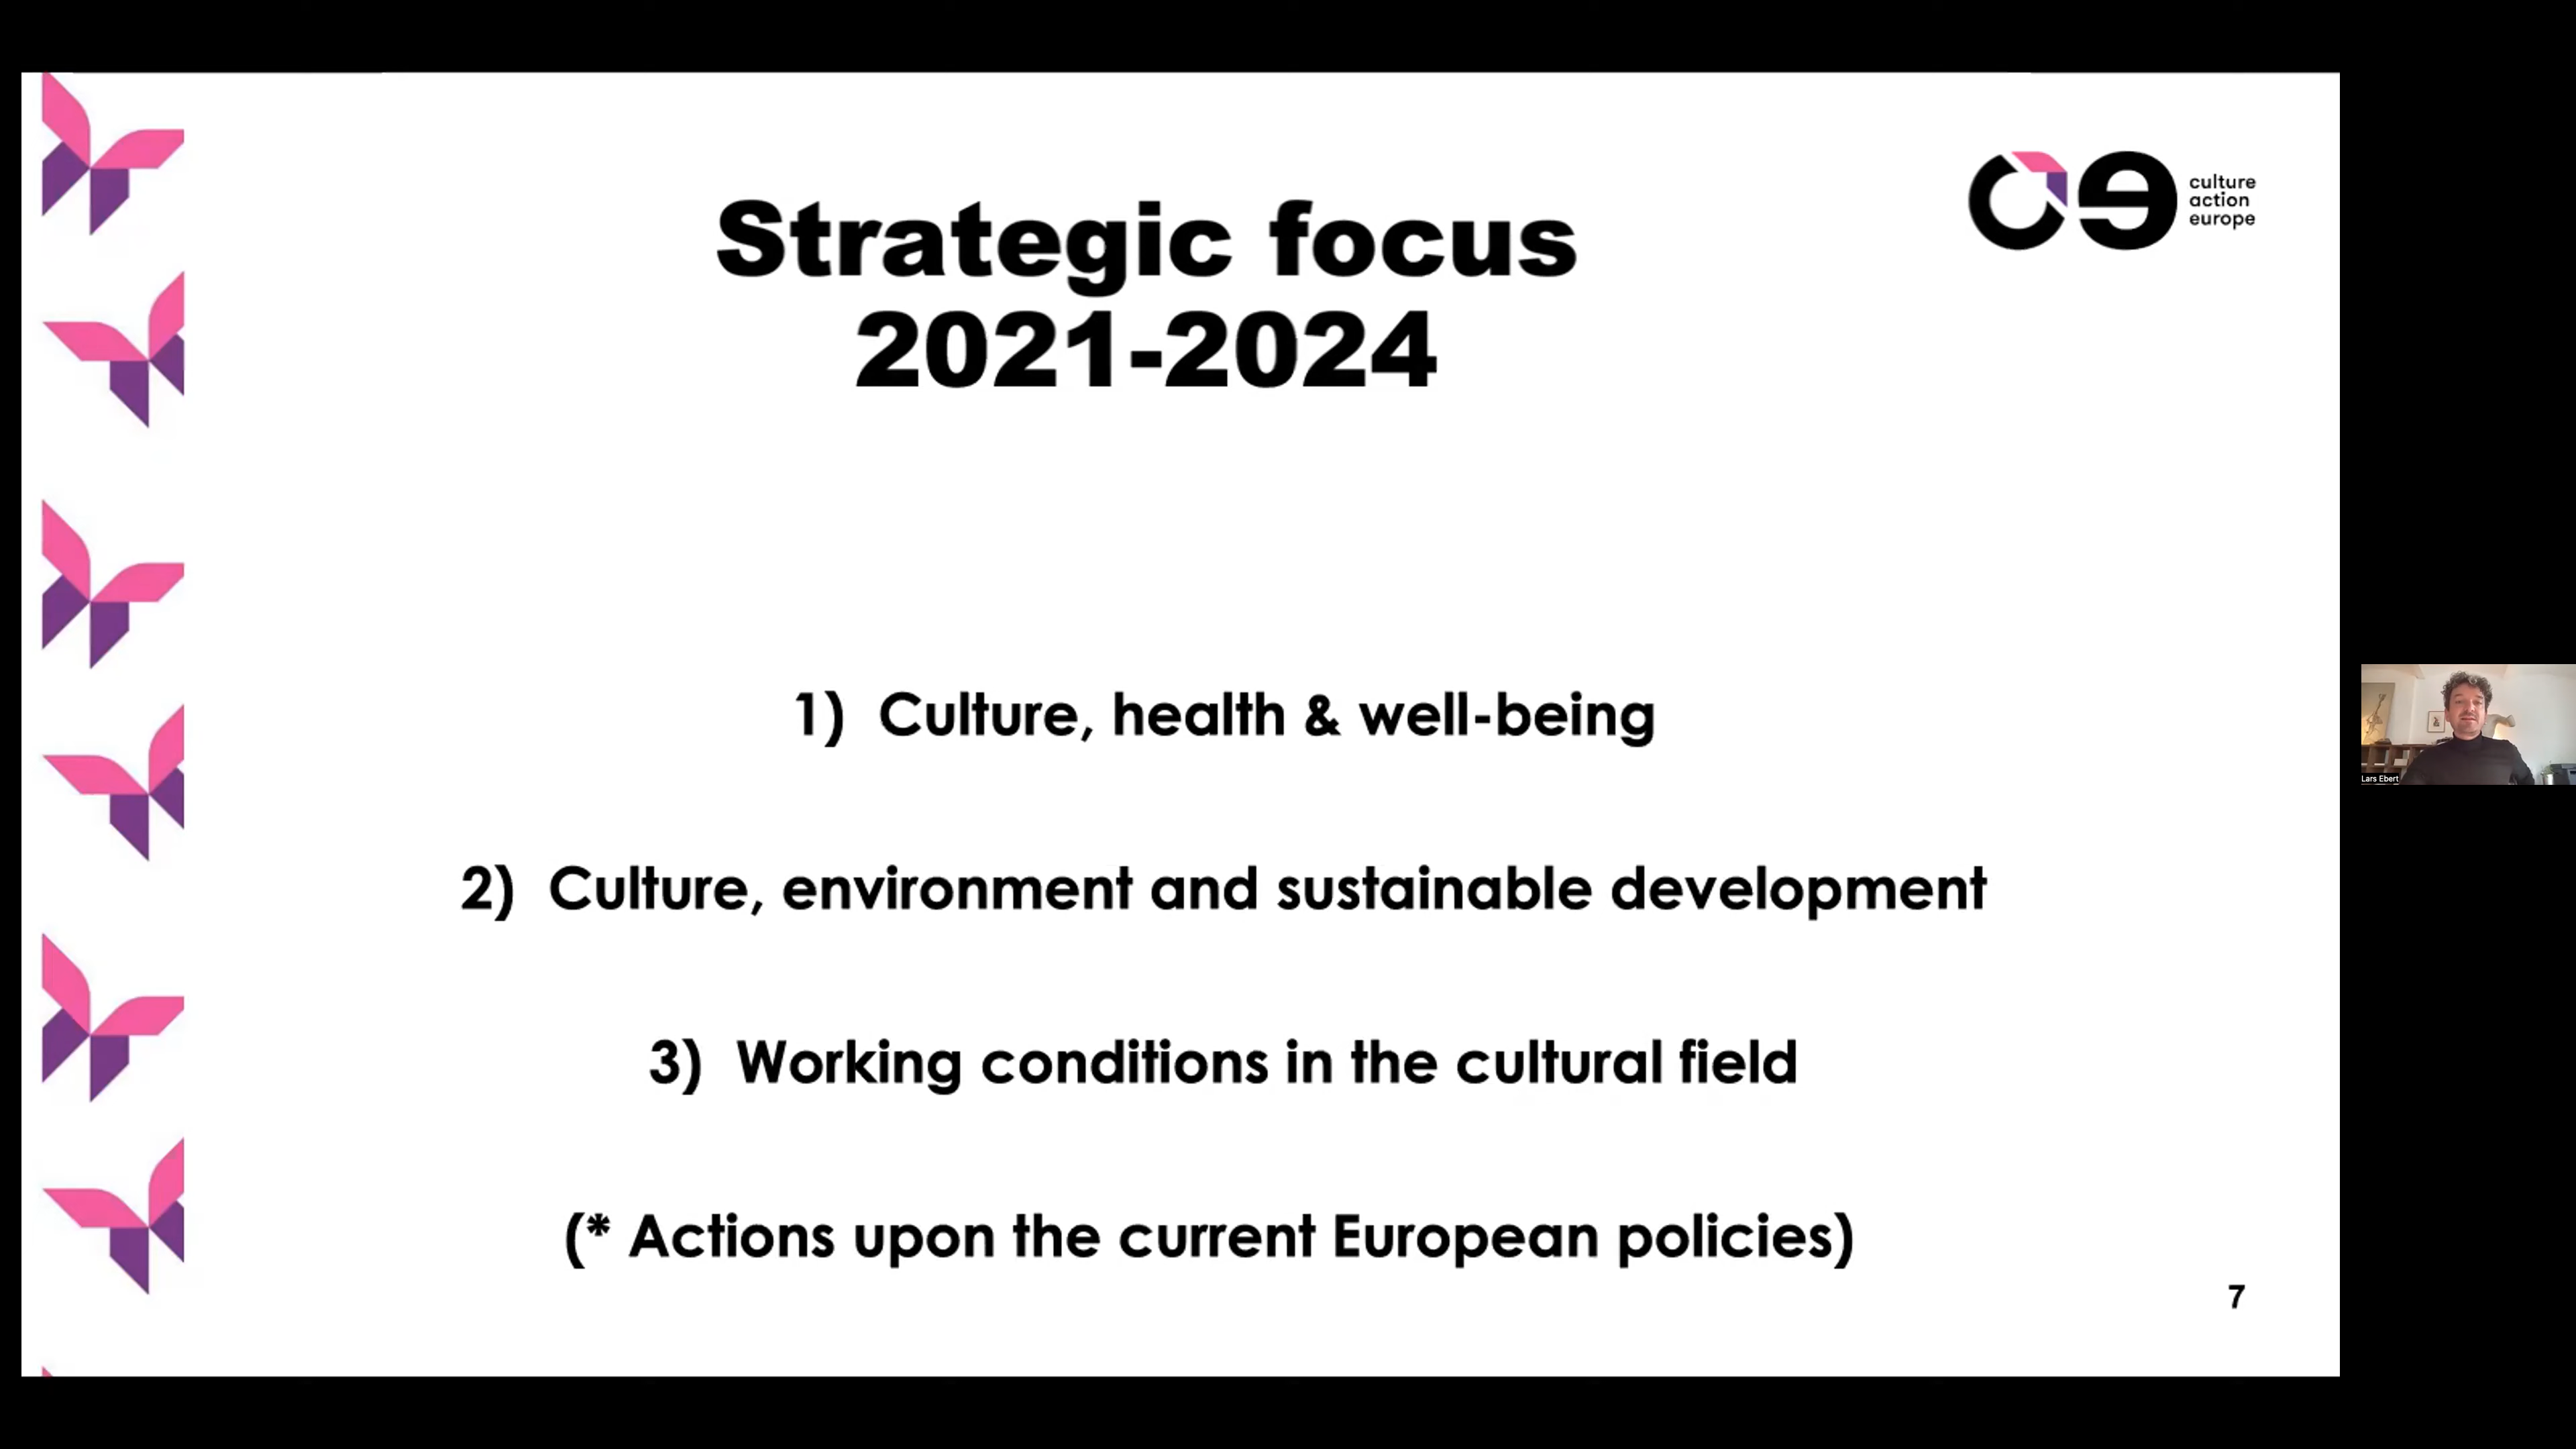 culture
action
europe
Strategic focus
2021-2024
1) Culture, health & well-being
2) Culture, environment and sustainable development
3) Working conditions in the cultural field
(* Actions upon the current European policies)
7
Lars Ebert